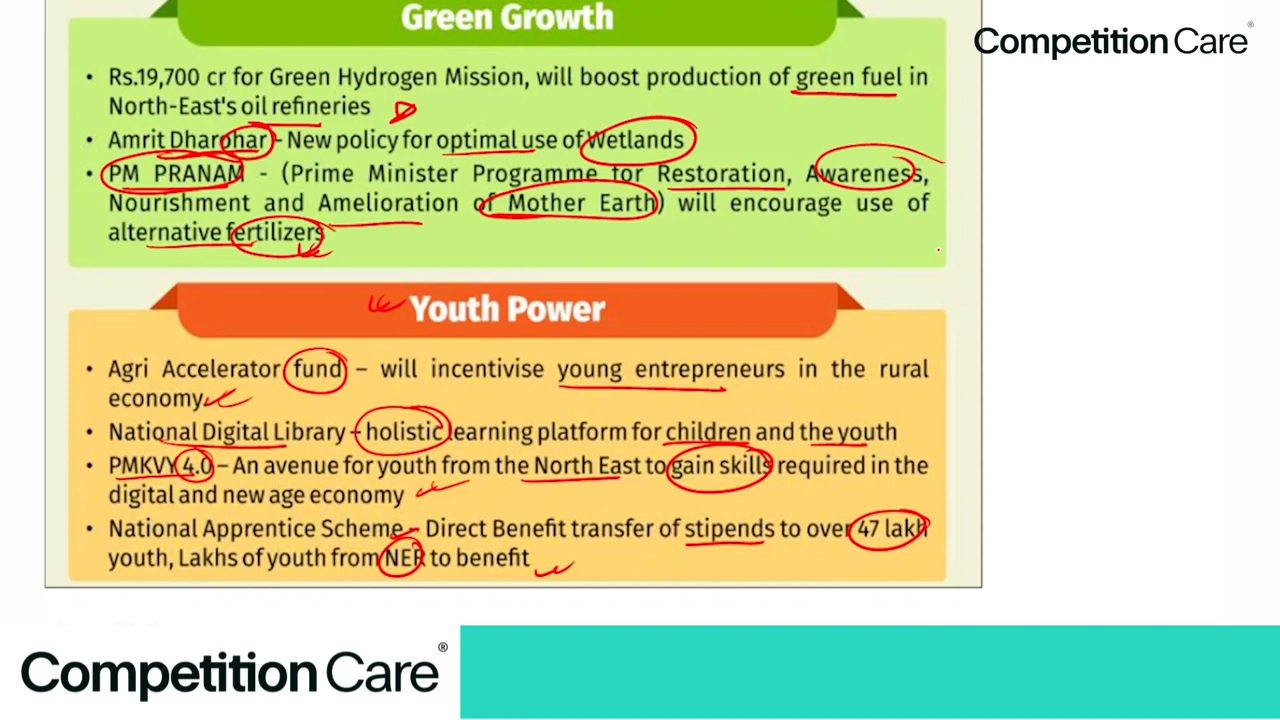 Green Growth
Competition Care®
• Rs.19,700 cr for Green Hydrogen Mission, will boost production of green fuel in
North-East's oil refineries
• Amrit Dharohar - New policy for optimal use of Wetlands
• PM PRANAM - (Prime Minister Programme for Restoration, Awareness,
Nourishment and Amelioration of Mother Earth) will encourage use of
alternative fertilizers
Youth Power
• Agri Accelerator fund – will incentivise young entrepreneurs in the rural
economy
• National Digital Library – holistic learning platform for children and the youth
• PMKVY 4.0 – An avenue for youth from the North East to gain skills required in the
digital and new age economy
• National Apprentice Scheme – Direct Benefit transfer of stipends to over 47 lakh
youth, Lakhs of youth from NER to benefit
Competition Care®